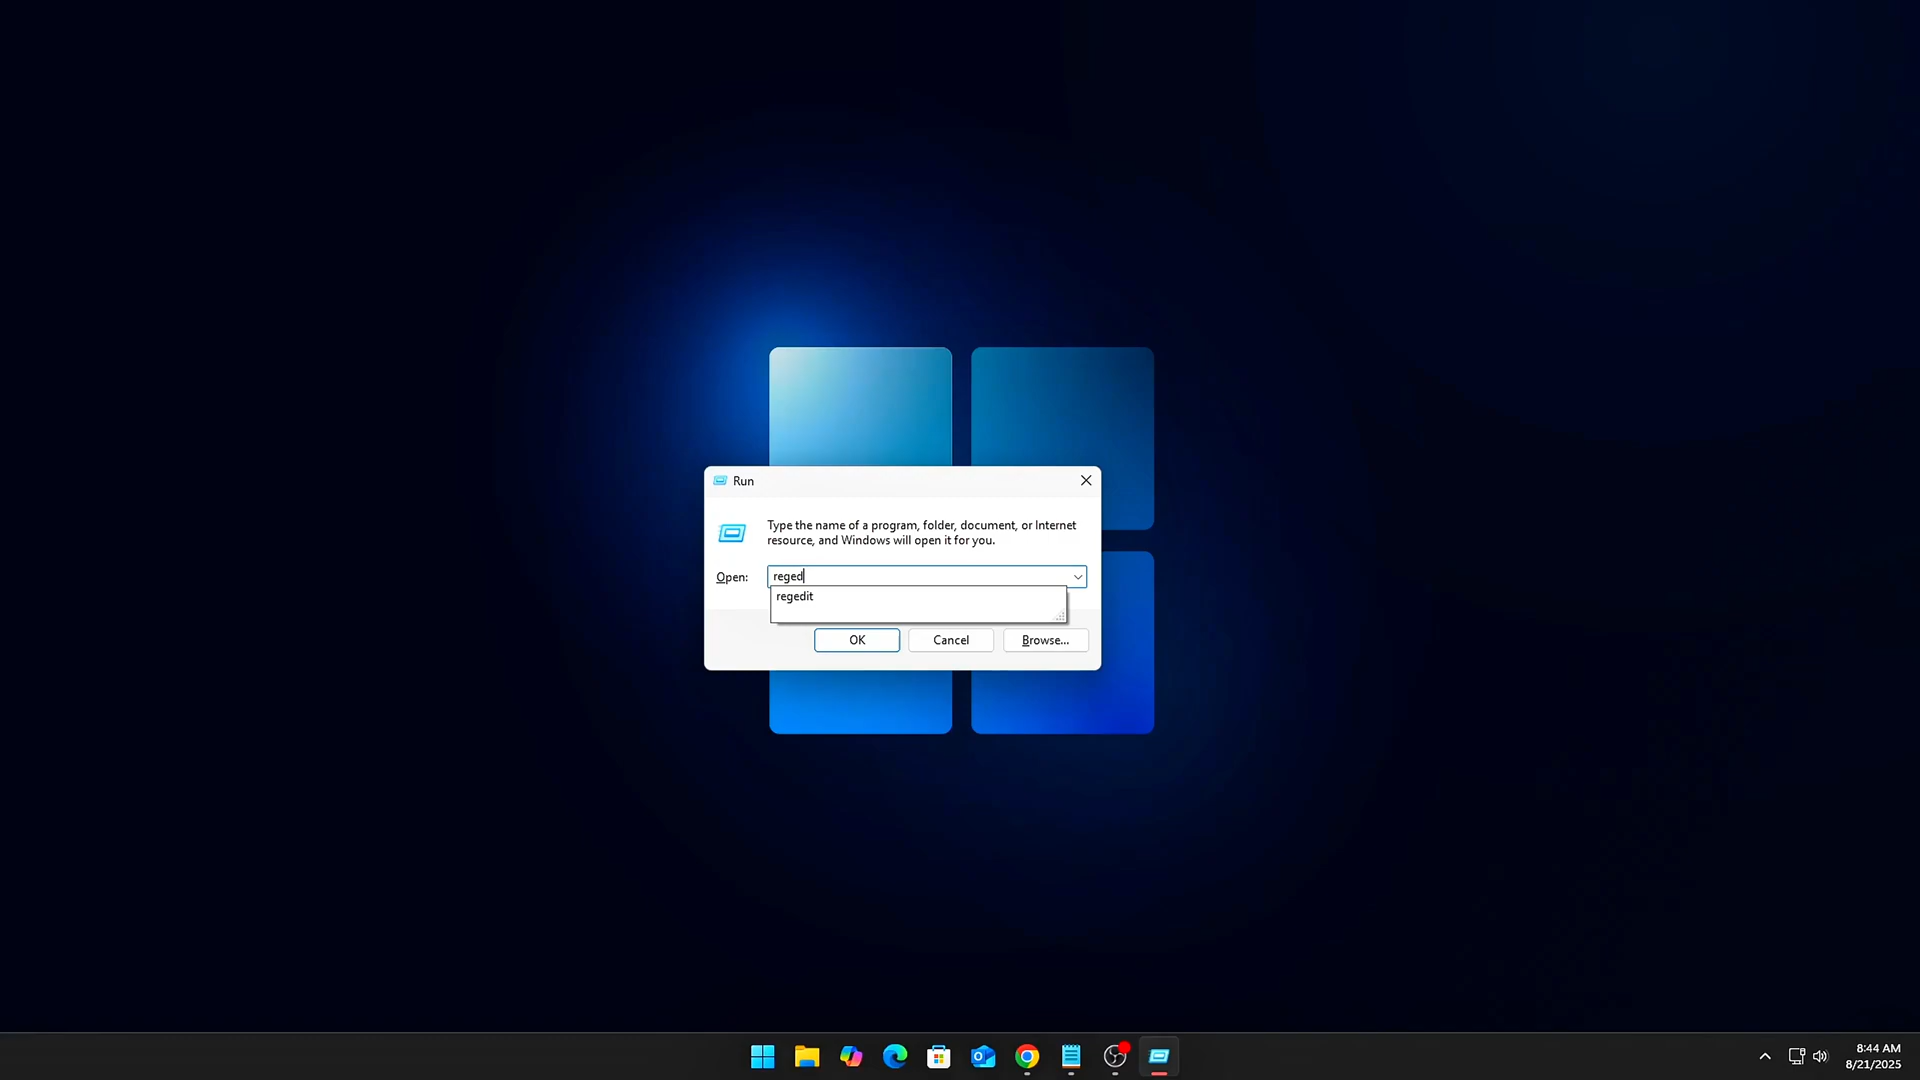 Run
Type the name of a program, folder, document, or Internet
resource, and Windows will open it for you.
Open: reged
regedit
OK Cancel Browse...
8:44 AM
8/21/2025